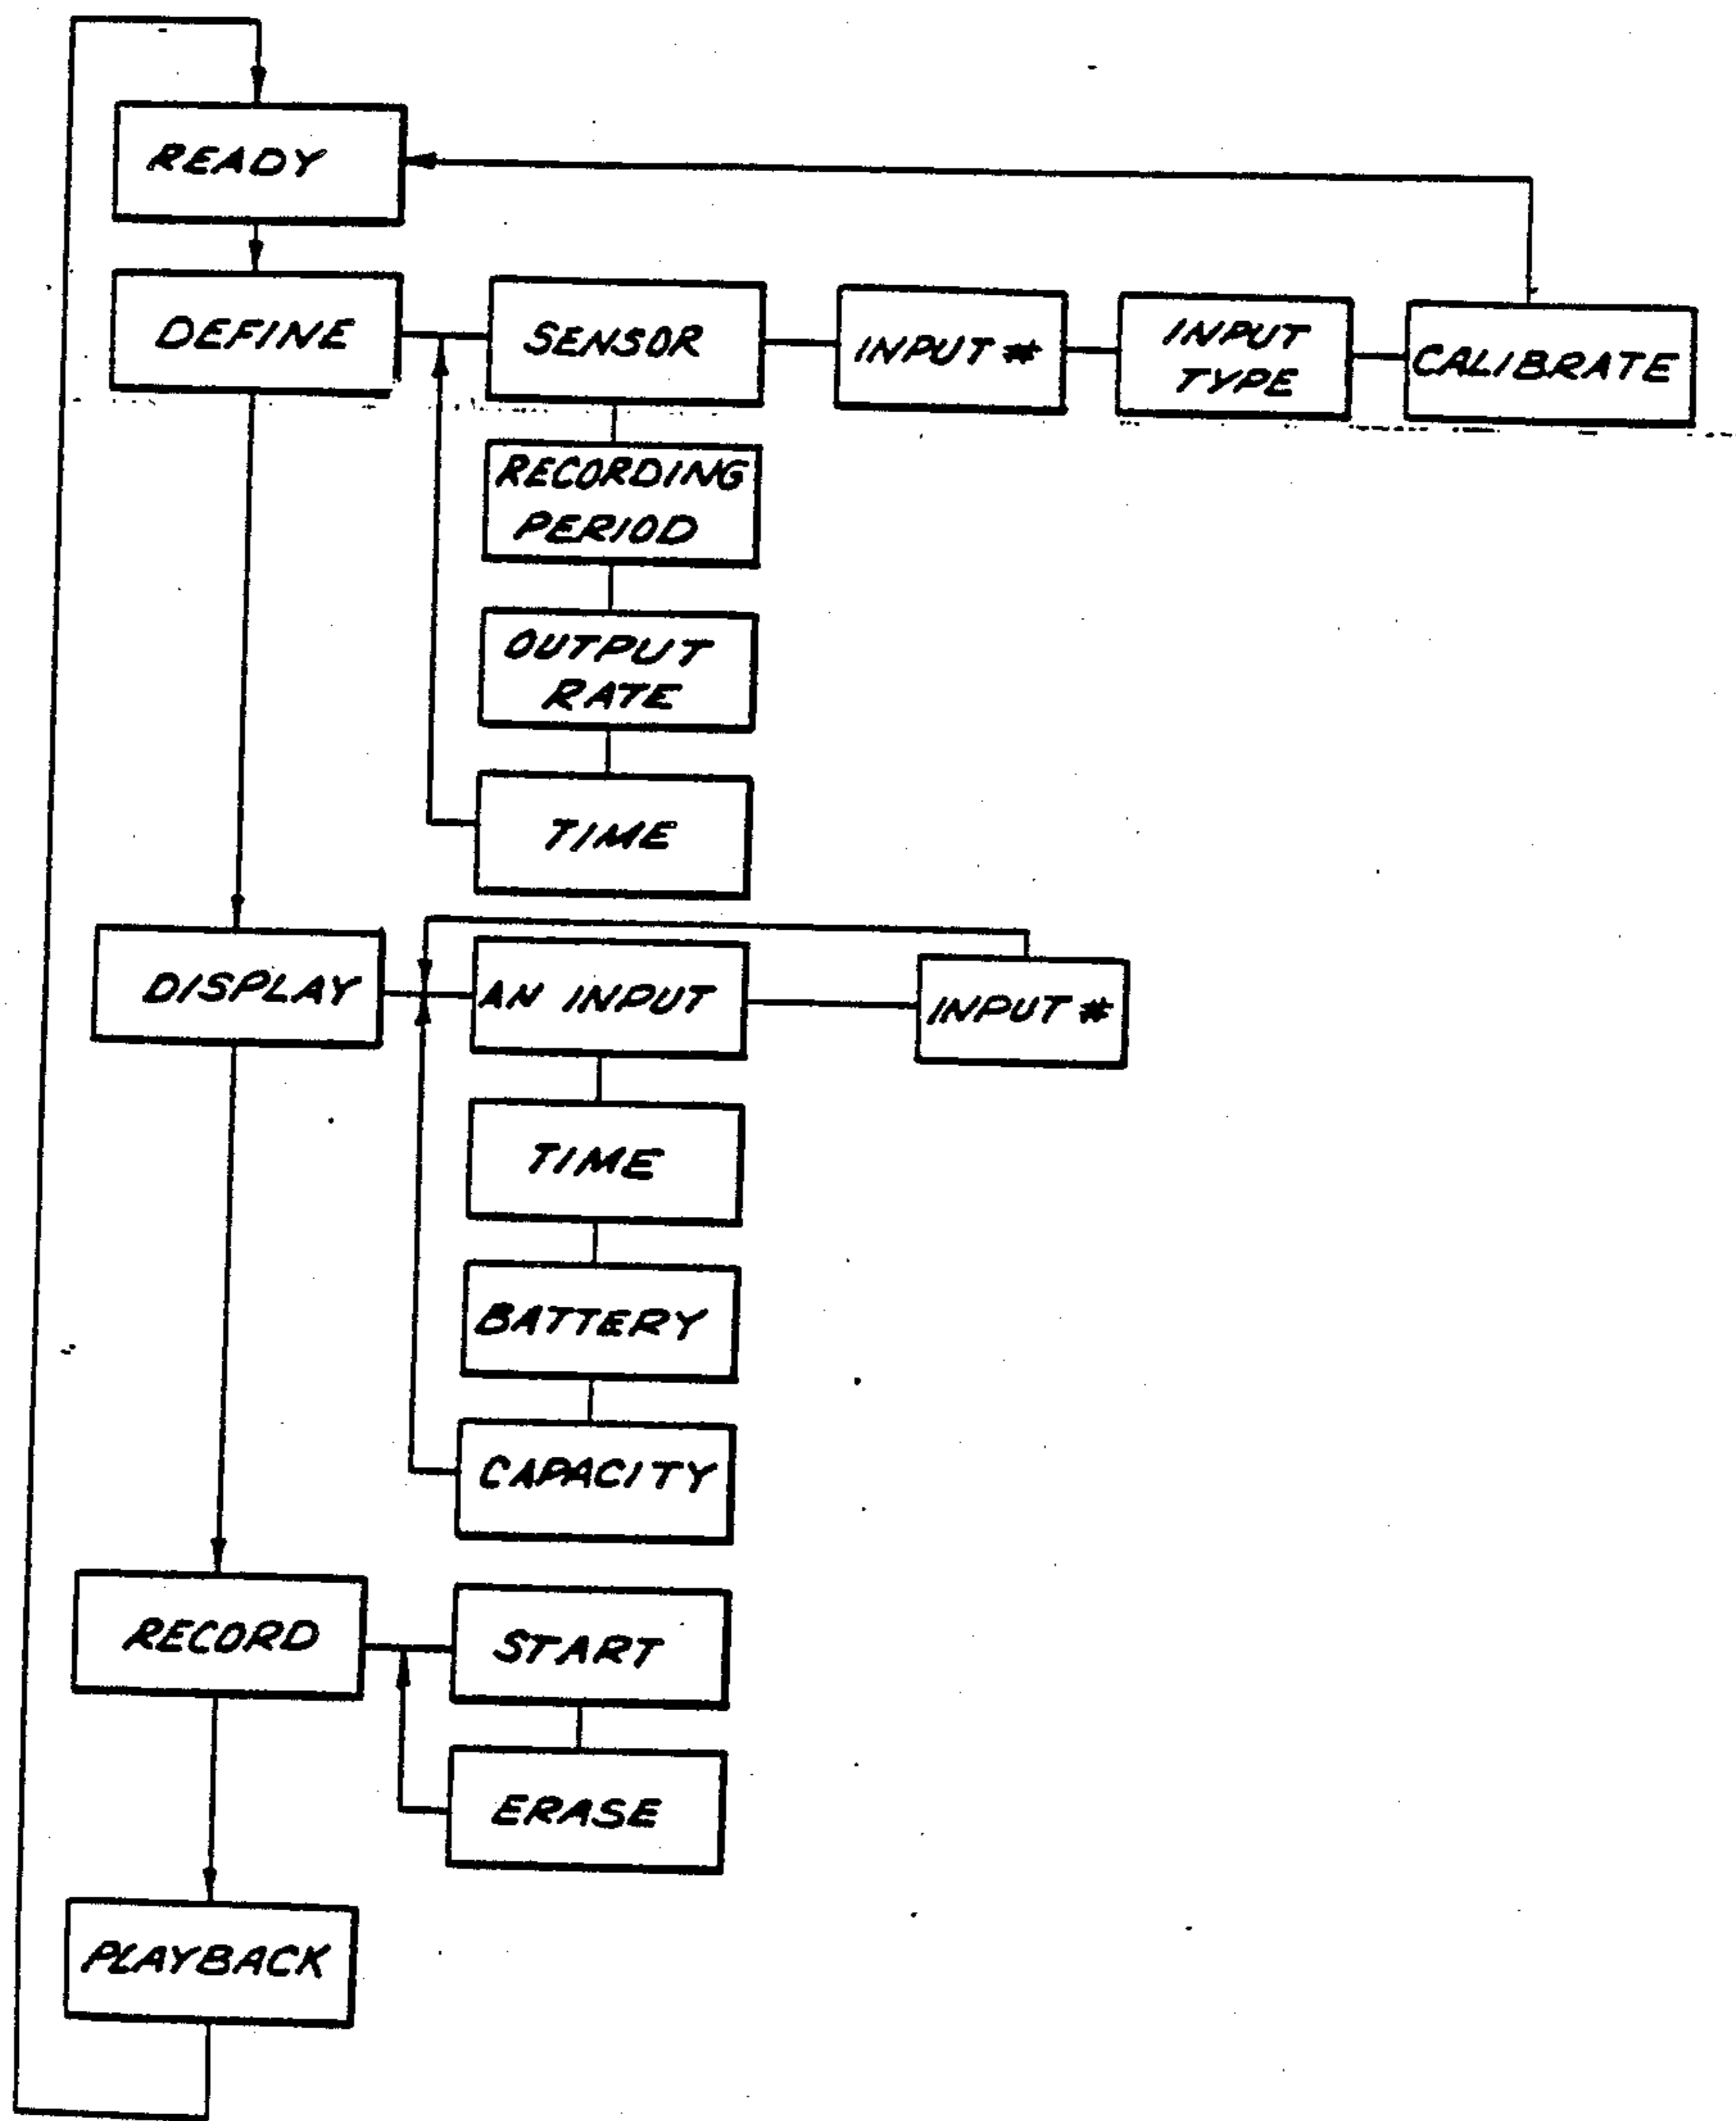 READY
DEFINE
SENSOR
INPUT #
INPUT
TYPE
CALIBRATE
RECORDING
PERIOD
OUTPUT
RATE
TIME
DISPLAY
AN INPUT
INPUT #
TIME
BATTERY
CAPACITY
RECORD
START
ERASE
PLAYBACK